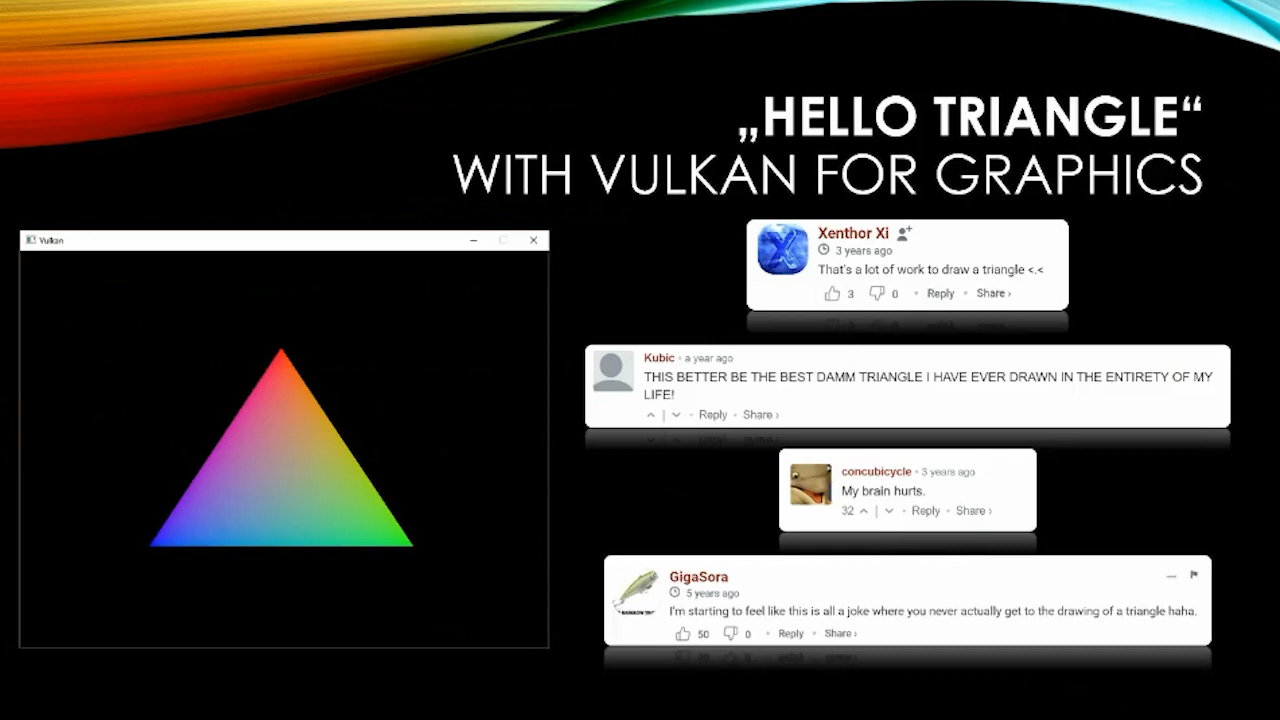 „HELLO TRIANGLE“
WITH VULKAN FOR GRAPHICS
Vulkan
Xenthor Xi
3 years ago
That's a lot of work to draw a triangle <.<
3 0 • Reply • Share ›
Kubic • a year ago
THIS BETTER BE THE BEST DAMM TRIANGLE I HAVE EVER DRAWN IN THE ENTIRETY OF MY
LIFE!
| • Reply • Share ›
concubicycle • 3 years ago
My brain hurts.
32 | • Reply • Share ›
GigaSora
5 years ago
I'm starting to feel like this is all a joke where you never actually get to the drawing of a triangle haha.
50 0 • Reply • Share ›